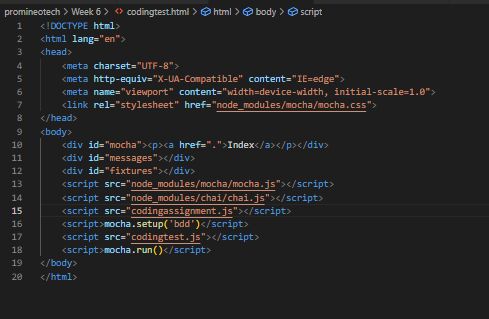 promineotech > Week 6 > codingtest.html > html > body > script
1 <!DOCTYPE html>
2 <html lang="en">
3 <head>
4 <meta charset="UTF-8">
5 <meta http-equiv="X-UA-Compatible" content="IE=edge">
6 <meta name="viewport" content="width=device-width, initial-scale=1.0">
7 <link rel="stylesheet" href="node_modules/mocha/mocha.css">
8 </head>
9 <body>
10 <div id="mocha"><p><a href=".">Index</a></p></div>
11 <div id="messages"></div>
12 <div id="fixtures"></div>
13 <script src="node_modules/mocha/mocha.js"></script>
14 <script src="node_modules/chai/chai.js"></script>
15 <script src="codingassignment.js"></script>
16 <script>mocha.setup('bdd')</script>
17 <script src="codingtest.js"></script>
18 <script>mocha.run()</script>
19 </body>
20 </html>